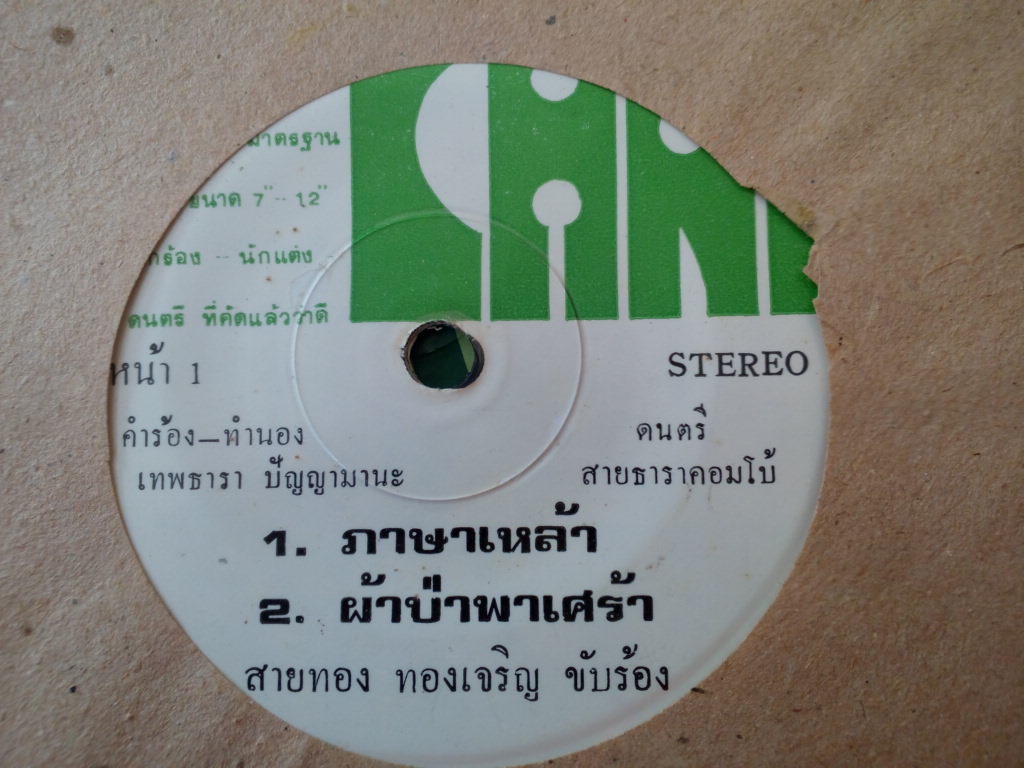 มาตรฐาน
ขนาด 7" - 12"
นักร้อง - นักแต่ง
ดนตรี ที่คัดแล้วว่าดี
หน้า 1
STEREO
คำร้อง—ทำนอง
เทพธารา ปัญญามานะ
ดนตรี
สายธาราคอมโบ้
1. ภาษาเหล้า
2. ผ้าป่าพาเศร้า
สายทอง ทองเจริญ ขับร้อง